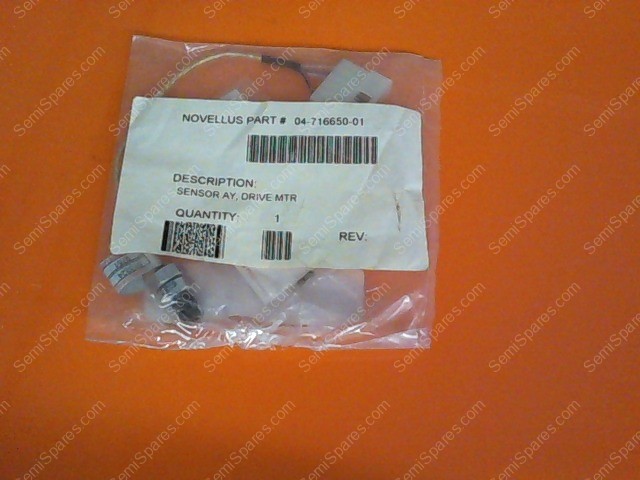 NOVELLUS PART # 04-716650-01
DESCRIPTION:
SENSOR AY, DRIVE MTR
QUANTITY: 1
REV:
SemiSpares.com